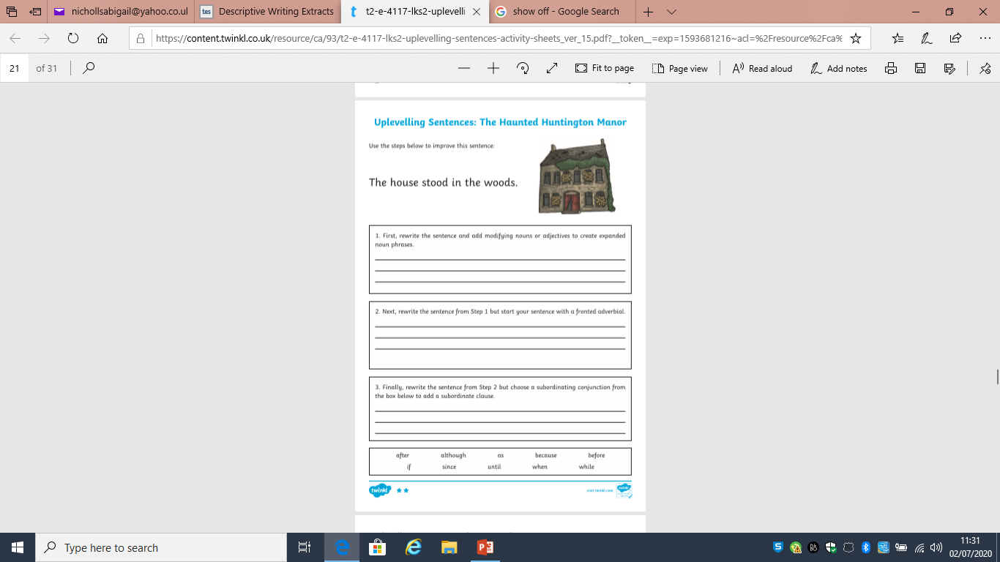 nichollsabigail@yahoo.co.ul
Descriptive Writing Extracts
t2-e-4117-lks2-uplevelli
show off - Google Search
https://content.twinkl.co.uk/resource/ca/93/t2-e-4117-lks2-uplevelling-sentences-activity-sheets_ver_15.pdf?__token__=exp=1593681216~acl=%2Fresource%2Fca%
21 of 31
Fit to page
Page view
Read aloud
Add notes
Uplevelling Sentences: The Haunted Huntington Manor
Use the steps below to improve this sentence:
The house stood in the woods.
1. First, rewrite the sentence and add modifying nouns or adjectives to create expanded
noun phrases.
2. Next, rewrite the sentence from Step 1 but start your sentence with a fronted adverbial.
3. Finally, rewrite the sentence from Step 2 but choose a subordinating conjunction from
the box below to add a subordinate clause.
after although as because before
if since until when while
twinkl
visit twinkl.com
Type here to search
11:31
02/07/2020